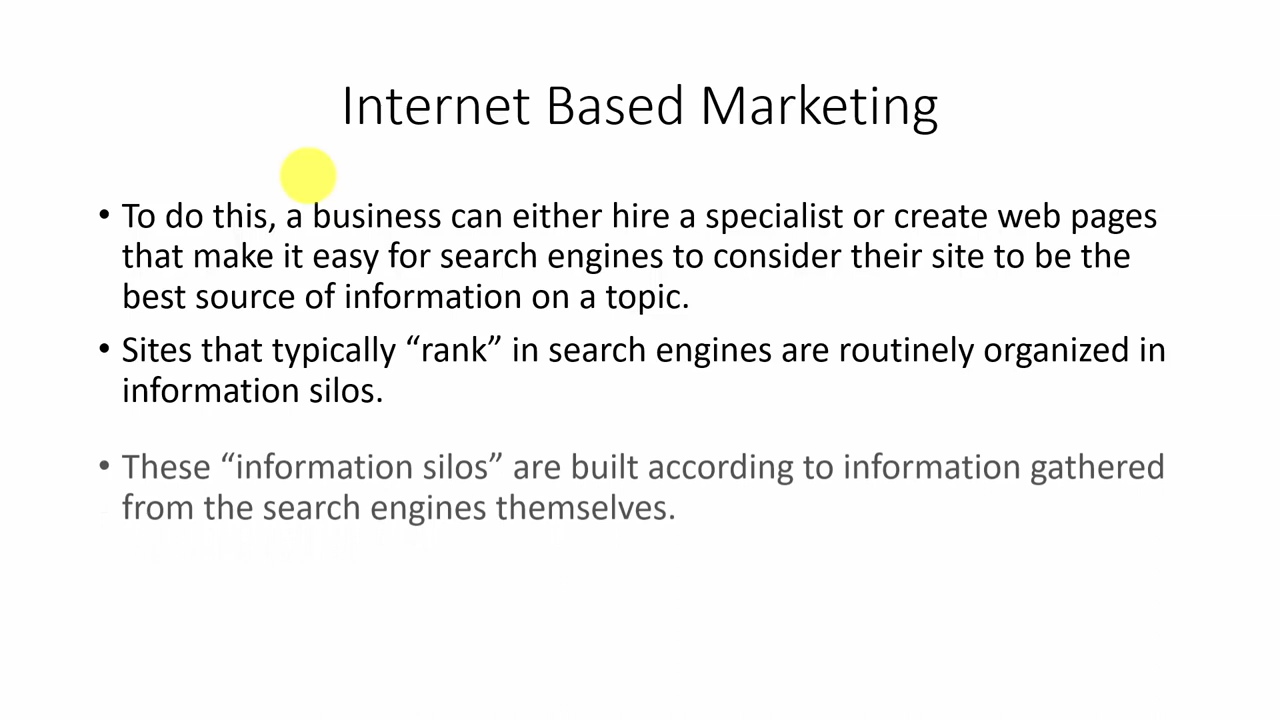 Internet Based Marketing
• To do this, a business can either hire a specialist or create web pages
that make it easy for search engines to consider their site to be the
best source of information on a topic.
• Sites that typically “rank” in search engines are routinely organized in
information silos.
• These “information silos” are built according to information gathered
from the search engines themselves.